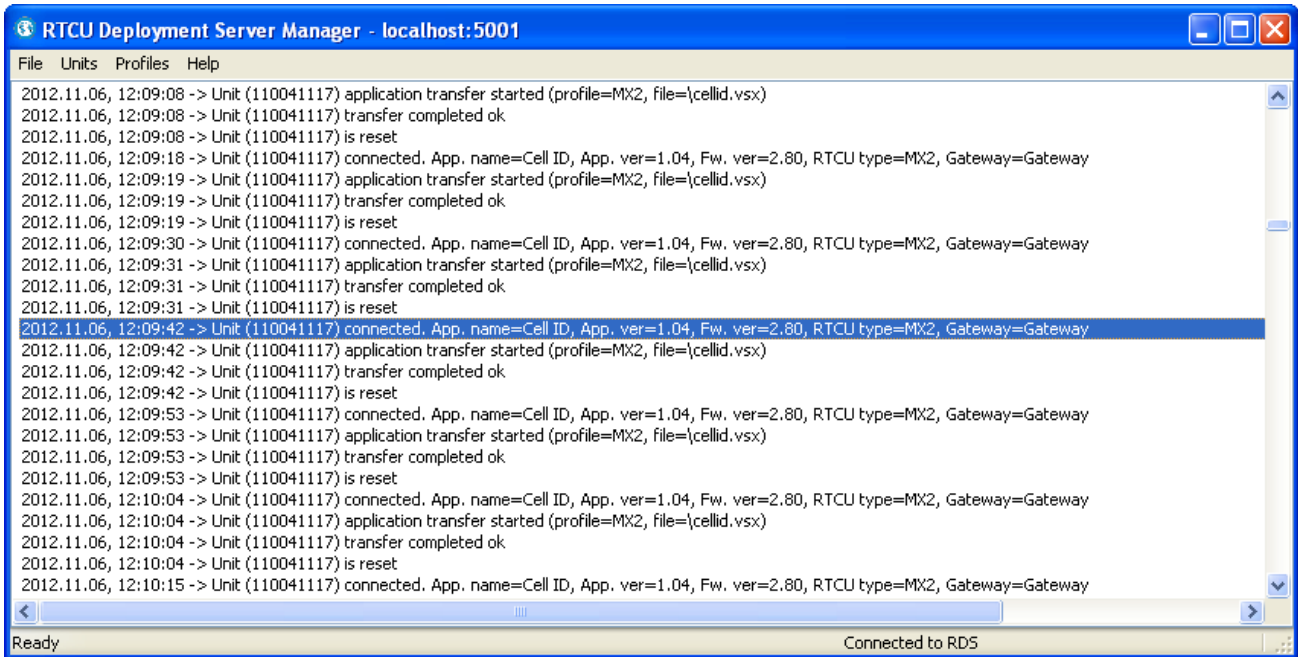 RTCU Deployment Server Manager - localhost:5001
File Units Profiles Help
2012.11.06, 12:09:08 -> Unit (110041117) application transfer started (profile=MX2, file=\cellid.vsx)
2012.11.06, 12:09:08 -> Unit (110041117) transfer completed ok
2012.11.06, 12:09:08 -> Unit (110041117) is reset
2012.11.06, 12:09:18 -> Unit (110041117) connected. App. name=Cell ID, App. ver=1.04, Fw. ver=2.80, RTCU type=MX2, Gateway=Gateway
2012.11.06, 12:09:19 -> Unit (110041117) application transfer started (profile=MX2, file=\cellid.vsx)
2012.11.06, 12:09:19 -> Unit (110041117) transfer completed ok
2012.11.06, 12:09:19 -> Unit (110041117) is reset
2012.11.06, 12:09:30 -> Unit (110041117) connected. App. name=Cell ID, App. ver=1.04, Fw. ver=2.80, RTCU type=MX2, Gateway=Gateway
2012.11.06, 12:09:31 -> Unit (110041117) application transfer started (profile=MX2, file=\cellid.vsx)
2012.11.06, 12:09:31 -> Unit (110041117) transfer completed ok
2012.11.06, 12:09:31 -> Unit (110041117) is reset
2012.11.06, 12:09:42 -> Unit (110041117) connected. App. name=Cell ID, App. ver=1.04, Fw. ver=2.80, RTCU type=MX2, Gateway=Gateway
2012.11.06, 12:09:42 -> Unit (110041117) application transfer started (profile=MX2, file=\cellid.vsx)
2012.11.06, 12:09:42 -> Unit (110041117) transfer completed ok
2012.11.06, 12:09:42 -> Unit (110041117) is reset
2012.11.06, 12:09:53 -> Unit (110041117) connected. App. name=Cell ID, App. ver=1.04, Fw. ver=2.80, RTCU type=MX2, Gateway=Gateway
2012.11.06, 12:09:53 -> Unit (110041117) application transfer started (profile=MX2, file=\cellid.vsx)
2012.11.06, 12:09:53 -> Unit (110041117) transfer completed ok
2012.11.06, 12:09:53 -> Unit (110041117) is reset
2012.11.06, 12:10:04 -> Unit (110041117) connected. App. name=Cell ID, App. ver=1.04, Fw. ver=2.80, RTCU type=MX2, Gateway=Gateway
2012.11.06, 12:10:04 -> Unit (110041117) application transfer started (profile=MX2, file=\cellid.vsx)
2012.11.06, 12:10:04 -> Unit (110041117) transfer completed ok
2012.11.06, 12:10:04 -> Unit (110041117) is reset
2012.11.06, 12:10:15 -> Unit (110041117) connected. App. name=Cell ID, App. ver=1.04, Fw. ver=2.80, RTCU type=MX2, Gateway=Gateway
Ready Connected to RDS